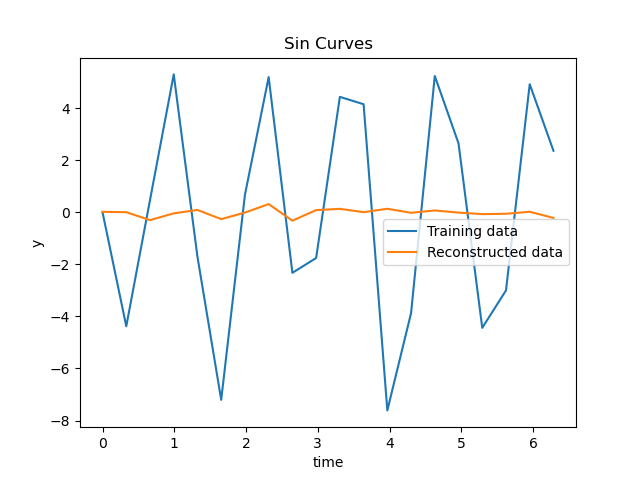 Sin Curves
4
2
0
−2
−4
−6
−8
y
Training data
Reconstructed data
0 1 2 3 4 5 6
time